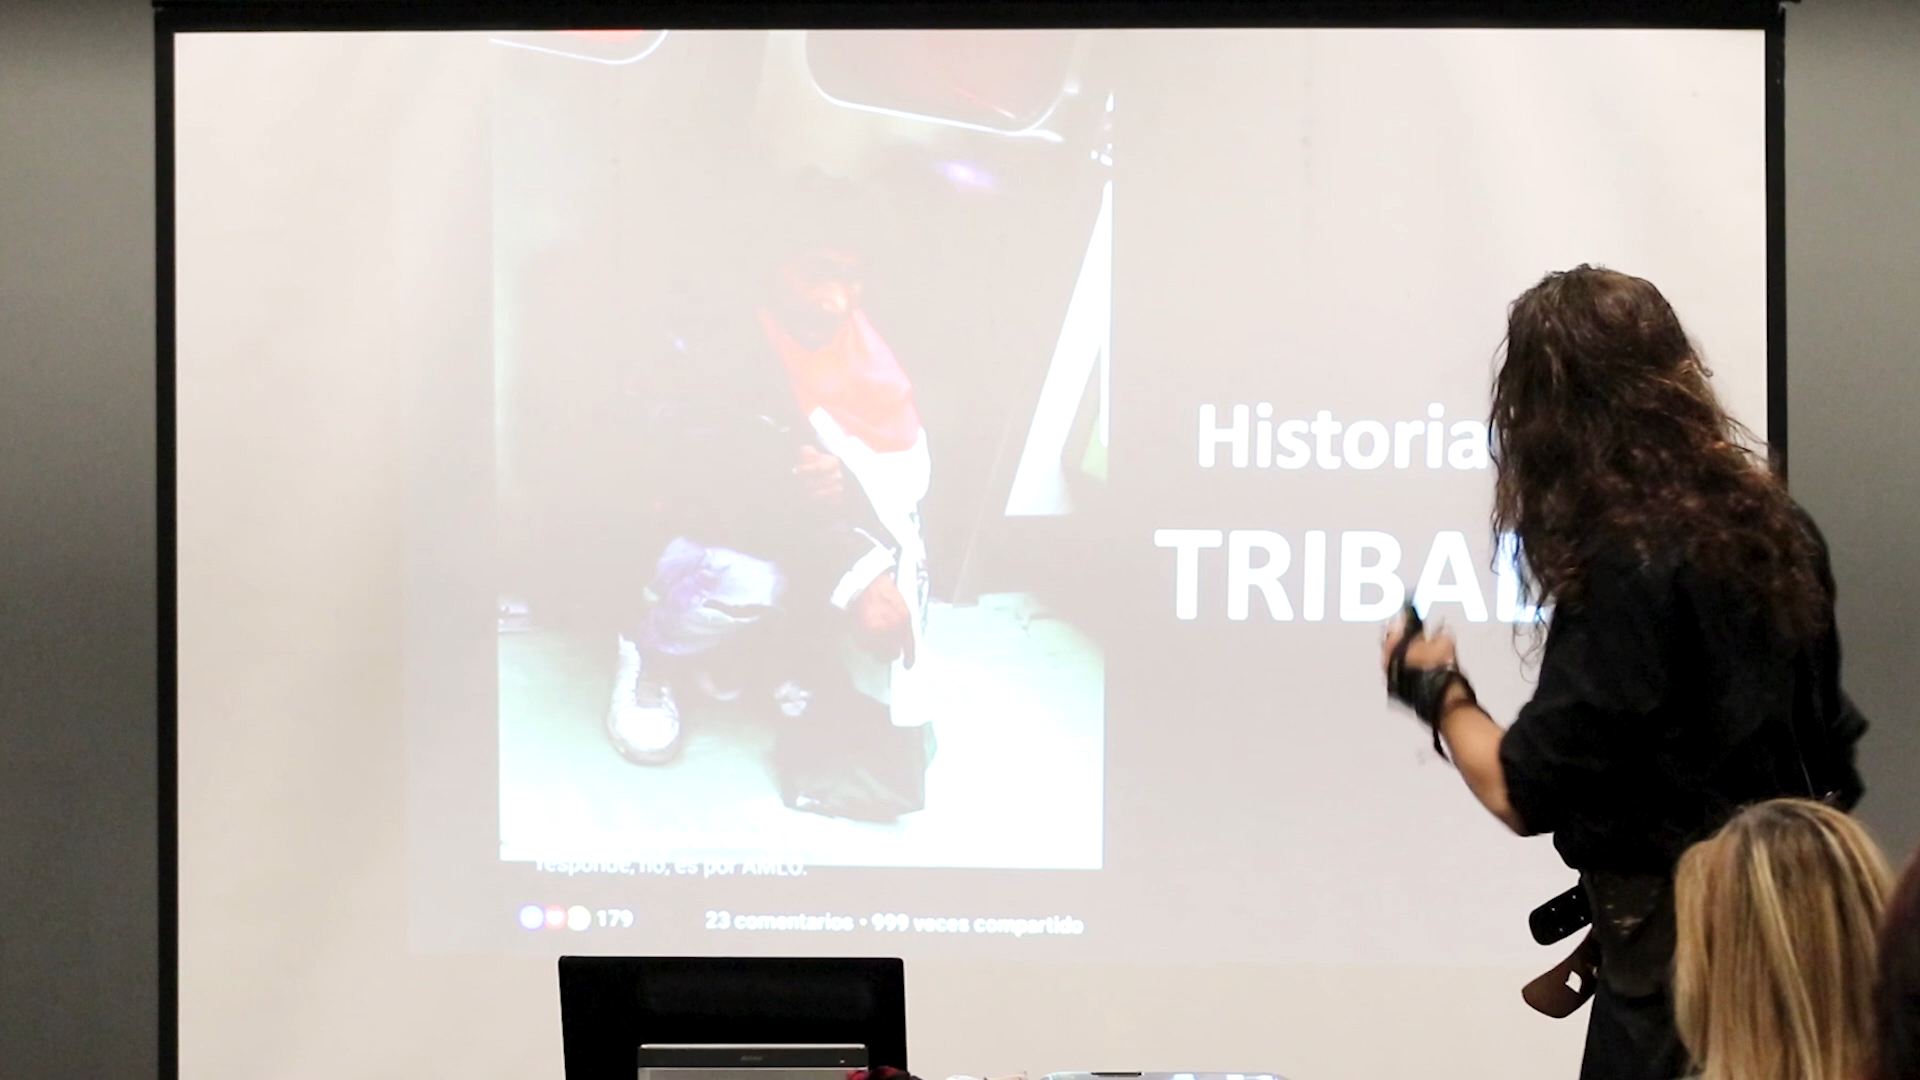 Historia
TRIBAL
responde, no, es por AMLO.
179
23 comentarios • 999 veces compartido